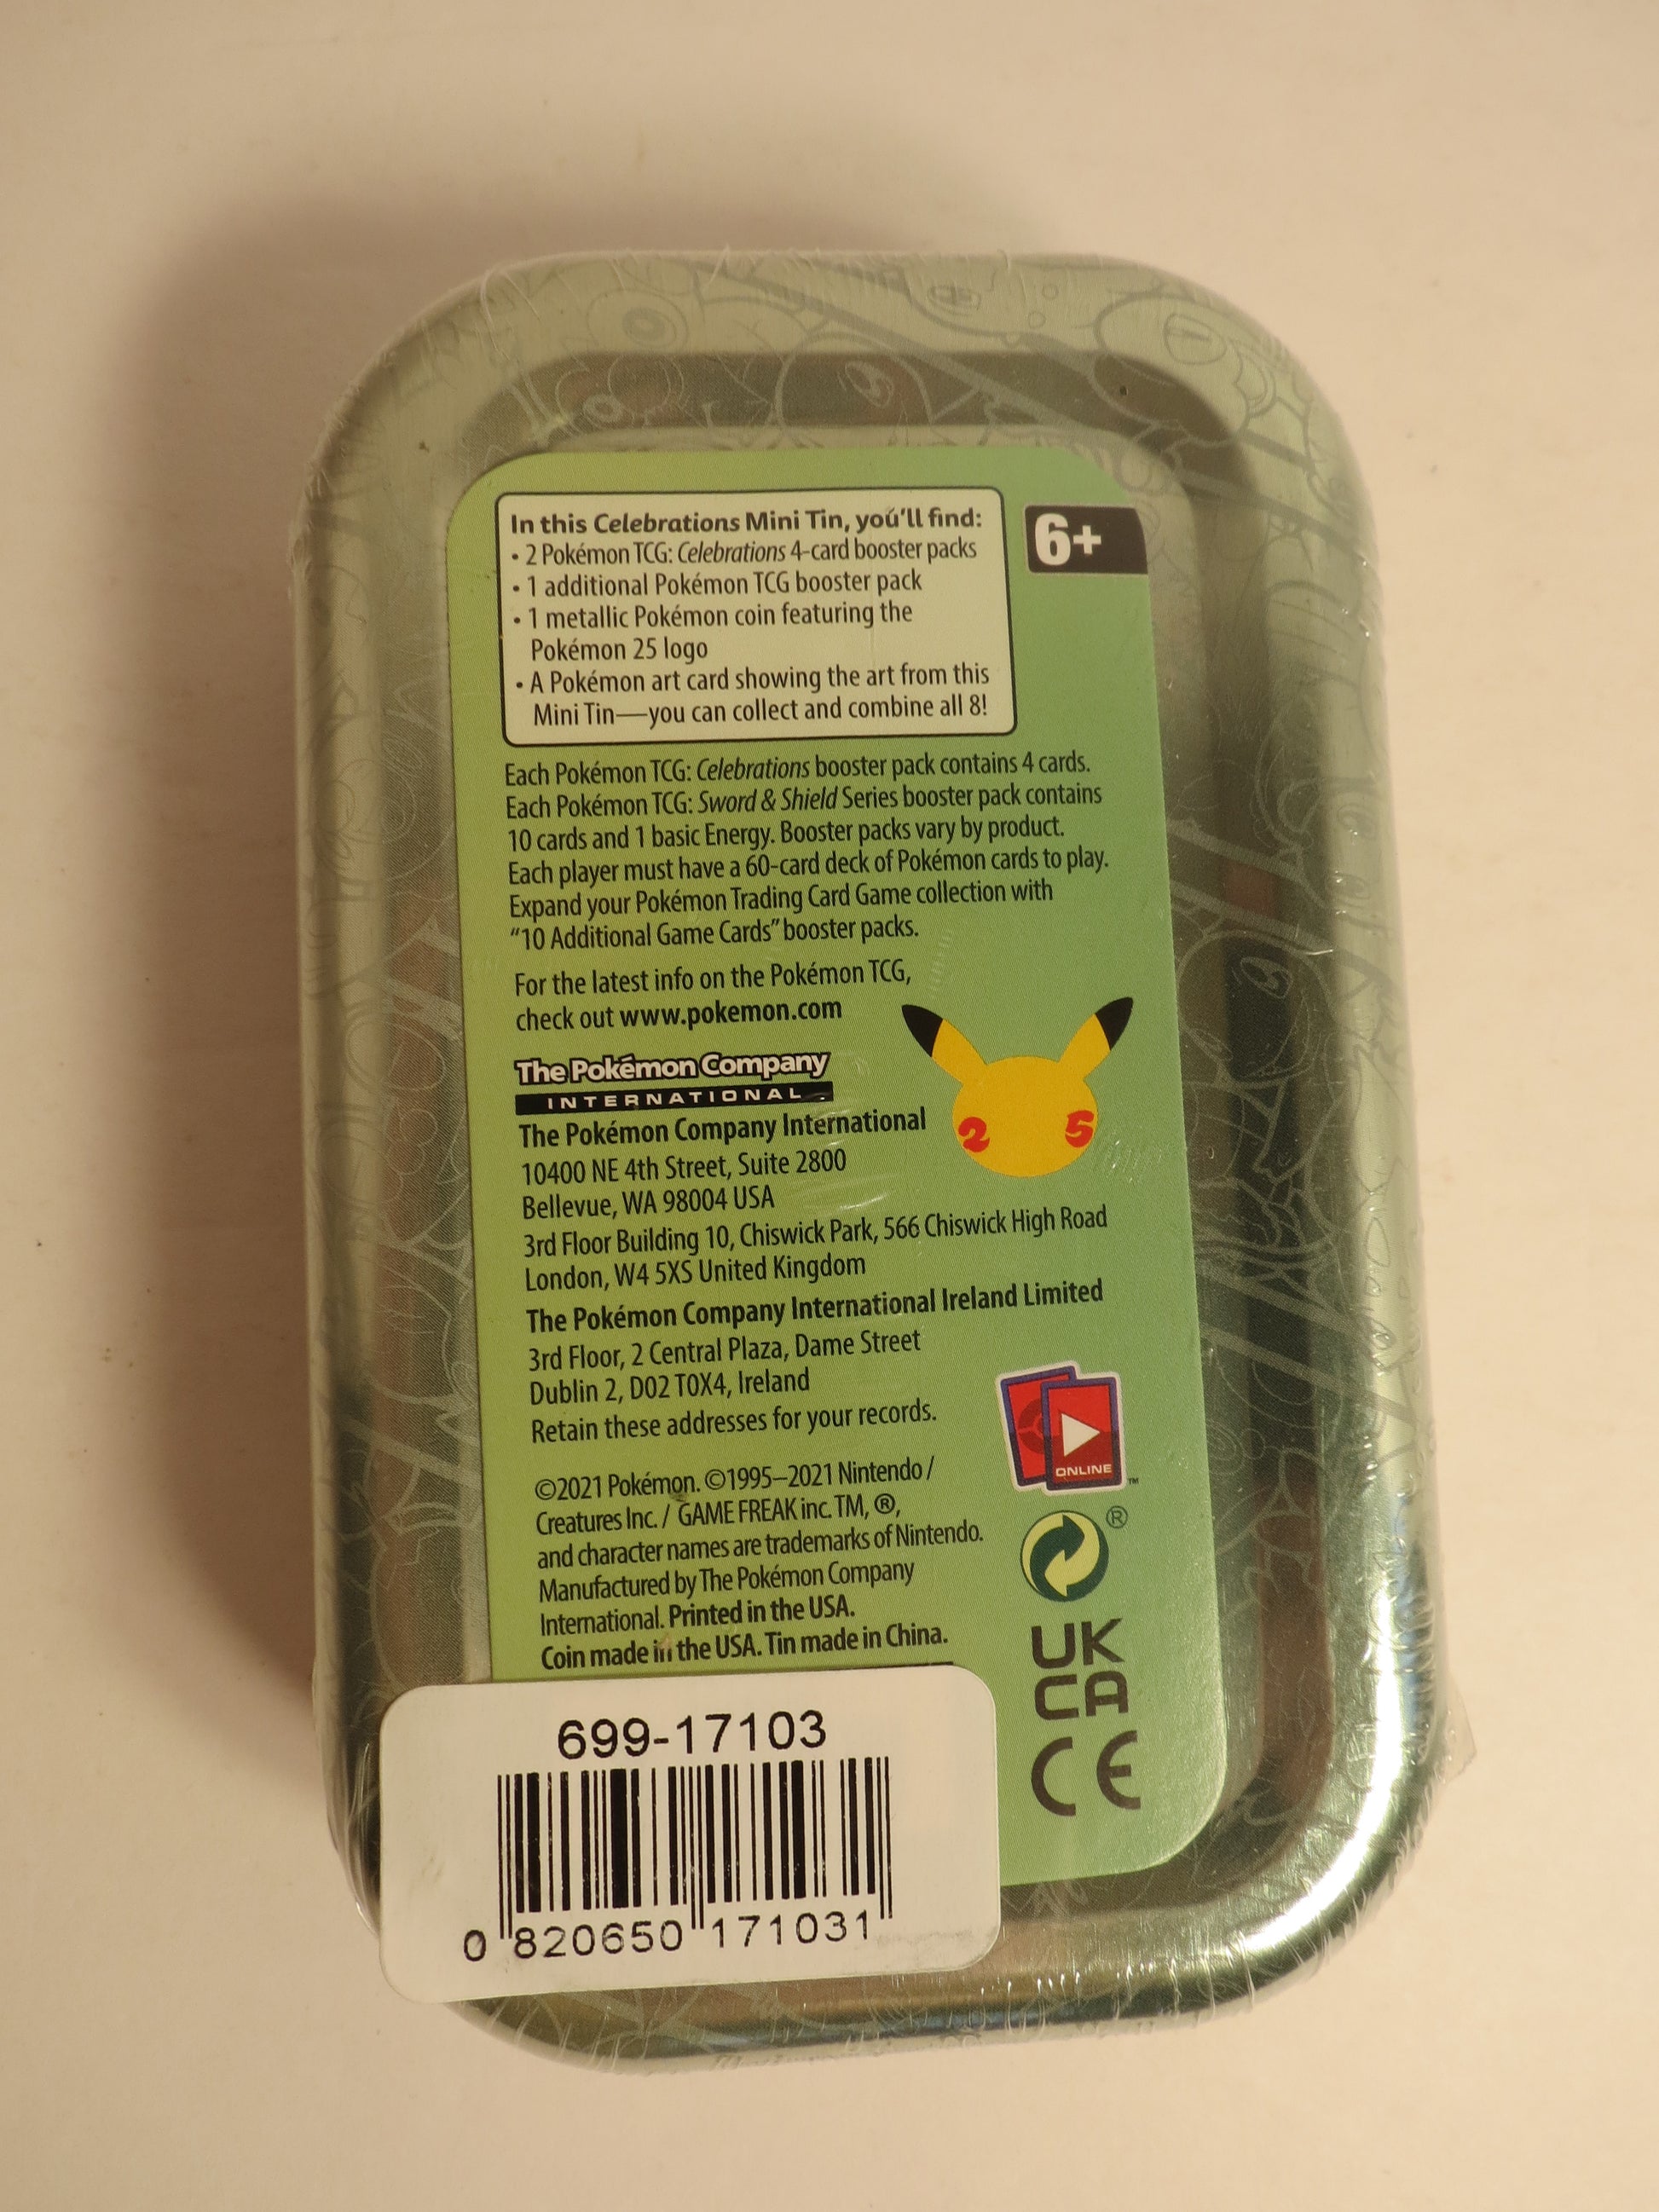 In this Celebrations Mini Tin, you'll find:
• 2 Pokémon TCG: Celebrations 4-card booster packs
• 1 additional Pokémon TCG booster pack
• 1 metallic Pokémon coin featuring the
Pokémon 25 logo
• A Pokémon art card showing the art from this
Mini Tin—you can collect and combine all 8!
6+
Each Pokémon TCG: Celebrations booster pack contains 4 cards.
Each Pokémon TCG: Sword & Shield Series booster pack contains
10 cards and 1 basic Energy. Booster packs vary by product.
Each player must have a 60-card deck of Pokémon cards to play.
Expand your Pokémon Trading Card Game collection with
“10 Additional Game Cards” booster packs.
For the latest info on the Pokémon TCG,
check out www.pokemon.com
The Pokémon Company
INTERNATIONAL
2 5
The Pokémon Company International
10400 NE 4th Street, Suite 2800
Bellevue, WA 98004 USA
3rd Floor Building 10, Chiswick Park, 566 Chiswick High Road
London, W4 5XS United Kingdom
The Pokémon Company International Ireland Limited
3rd Floor, 2 Central Plaza, Dame Street
Dublin 2, D02 T0X4, Ireland
Retain these addresses for your records.
ONLINE ™
©2021 Pokémon. ©1995–2021 Nintendo /
Creatures Inc. / GAME FREAK inc. TM, ®,
and character names are trademarks of Nintendo.
Manufactured by The Pokémon Company
International. Printed in the USA.
Coin made in the USA. Tin made in China.
®
UK
CA
CE
699-17103
0 820650 171031